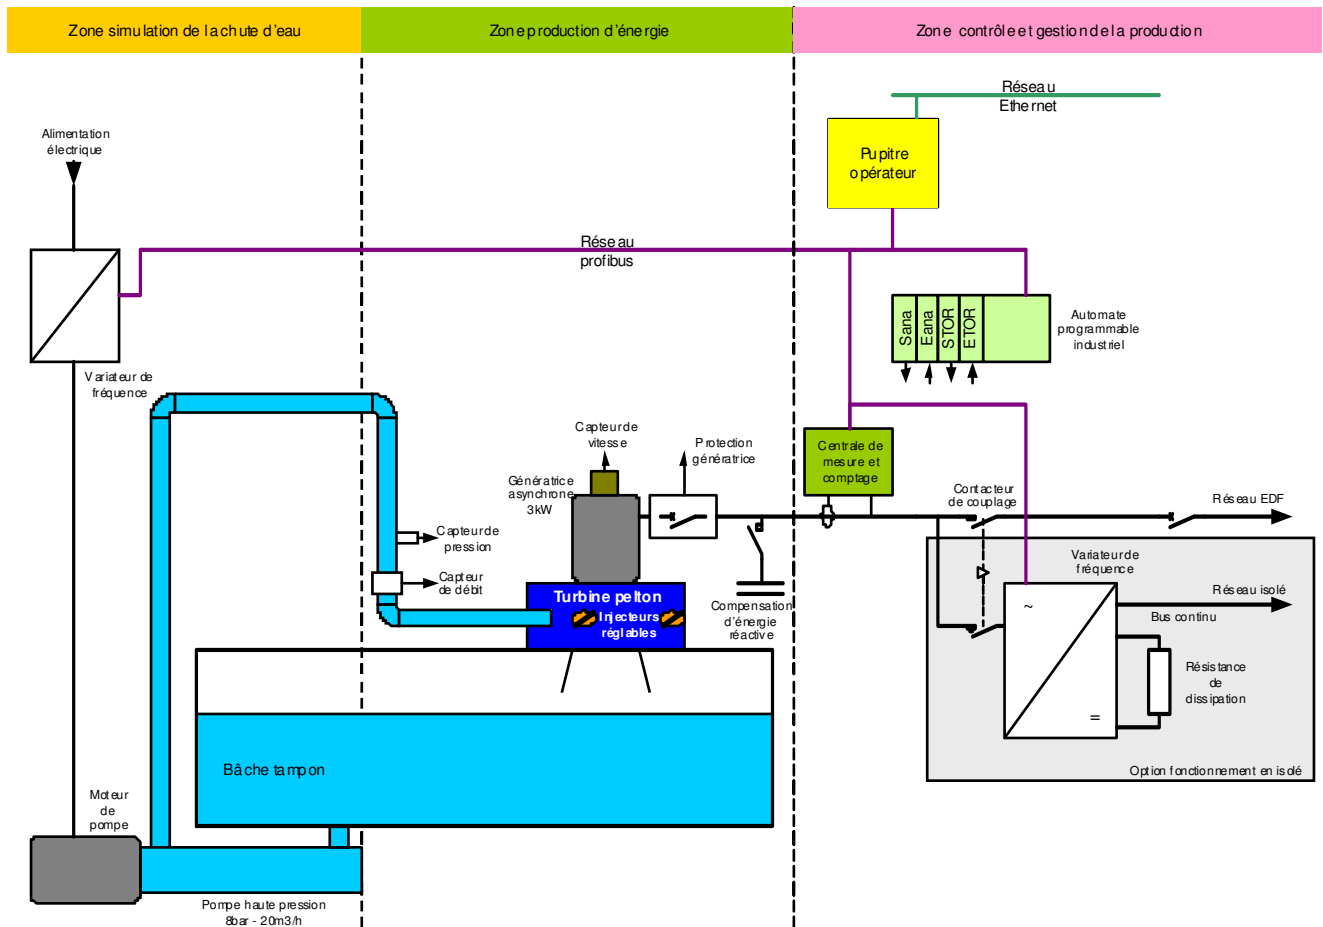 Zone simulation de la chute d'eau
Zone production d'énergie
Zone contrôle et gestion de la production
Réseau
Ethernet
Alimentation
électrique
Pupitre
opérateur
Réseau
profibus
Sana
Eana
STOR
ETOR
Automate
programmable
industriel
Variateur de
fréquence
Capteur de
vitesse
Protection
génératrice
Génératrice
asynchrone
3kW
Centrale de
mesure et
comptage
Contacteur
de couplage
Réseau EDF
Capteur de
pression
Capteur
de débit
Variateur de
fréquence
~
Réseau isolé
Bus continu
Turbine pelton
Injecteurs
réglables
Compensation
d'énergie
réactive
Résistance
de
dissipation
=
Option fonctionnement en isolé
Bâche tampon
Moteur
de
pompe
Pompe haute pression
8bar - 20m3/h